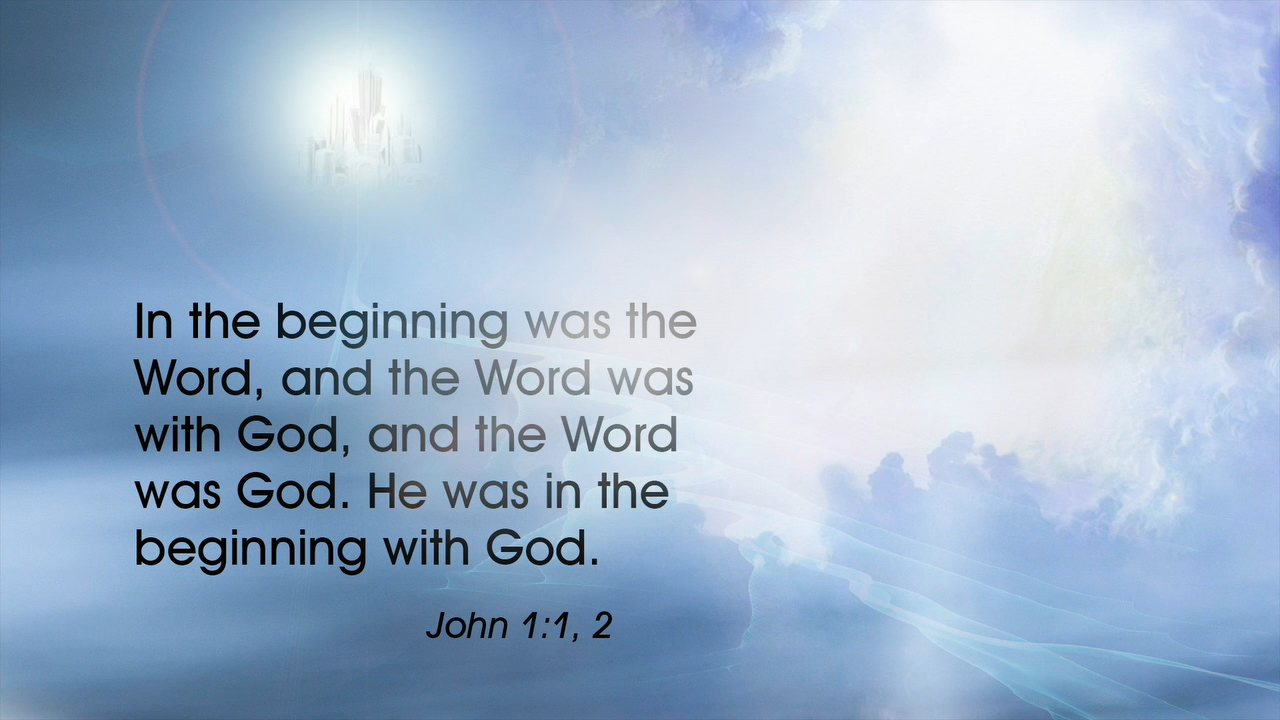 In the beginning was the
Word, and the Word was
with God, and the Word
was God. He was in the
beginning with God.
John 1:1, 2